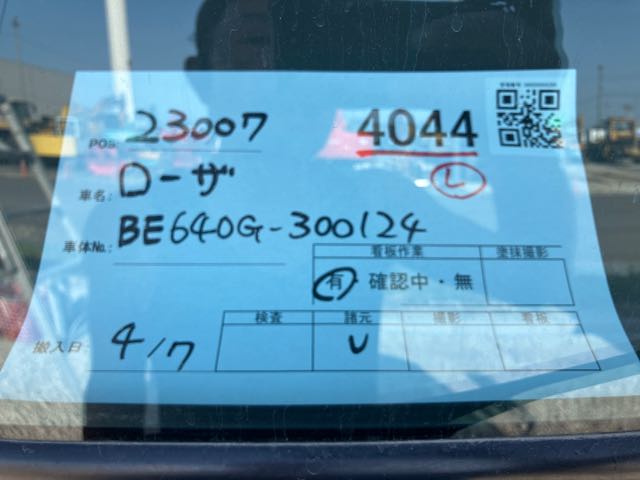 POS: 23007 4044
車名: ローザ L
車体No.: BE640G-300124
看板作業 塗抹撮影
有・確認中・無
検査 諸元 撮影 看板
搬入日: 4/7 レ